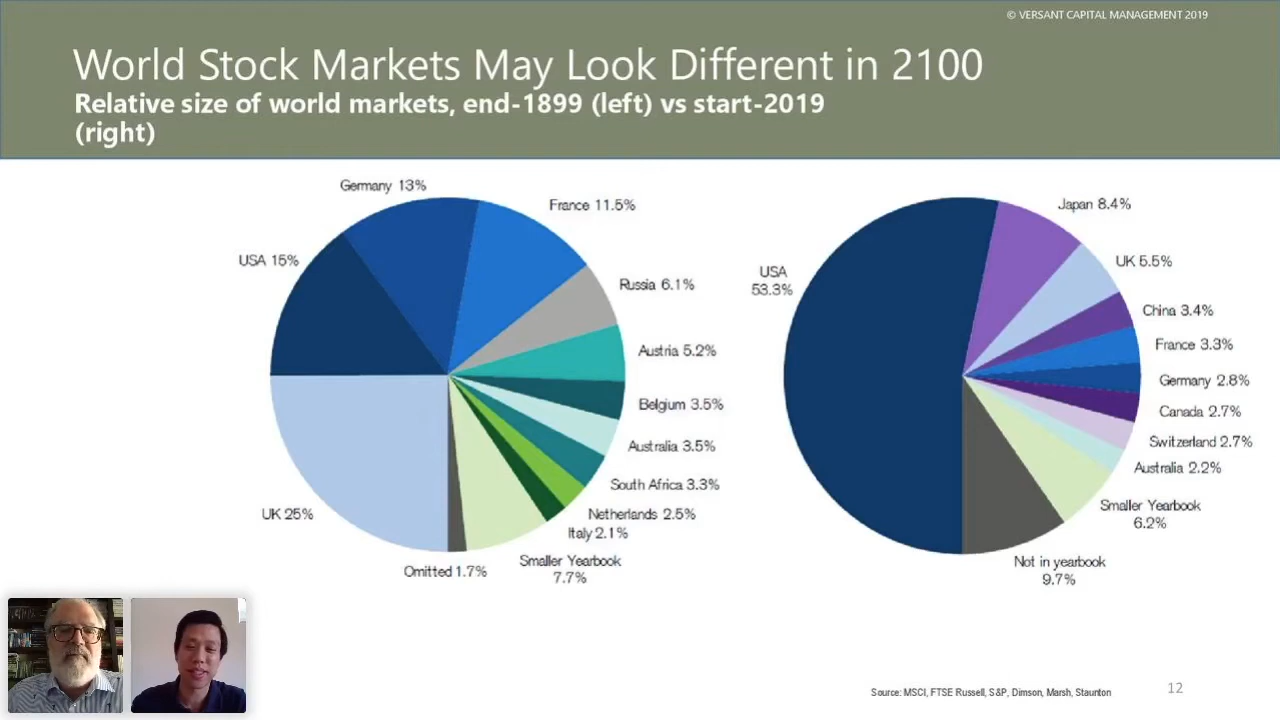 © VERSANT CAPITAL MANAGEMENT 2019
World Stock Markets May Look Different in 2100
Relative size of world markets, end-1899 (left) vs start-2019
(right)
Germany 13%
France 11.5%
USA 15%
Russia 6.1%
Austria 5.2%
Belgium 3.5%
Australia 3.5%
South Africa 3.3%
UK 25%
Netherlands 2.5%
Italy 2.1%
Smaller Yearbook
7.7%
Omitted 1.7%
Japan 8.4%
UK 5.5%
USA
53.3%
China 3.4%
France 3.3%
Germany 2.8%
Canada 2.7%
Switzerland 2.7%
Australia 2.2%
Smaller Yearbook
6.2%
Not in yearbook
9.7%
Source: MSCI, FTSE Russell, S&P, Dimson, Marsh, Staunton
12